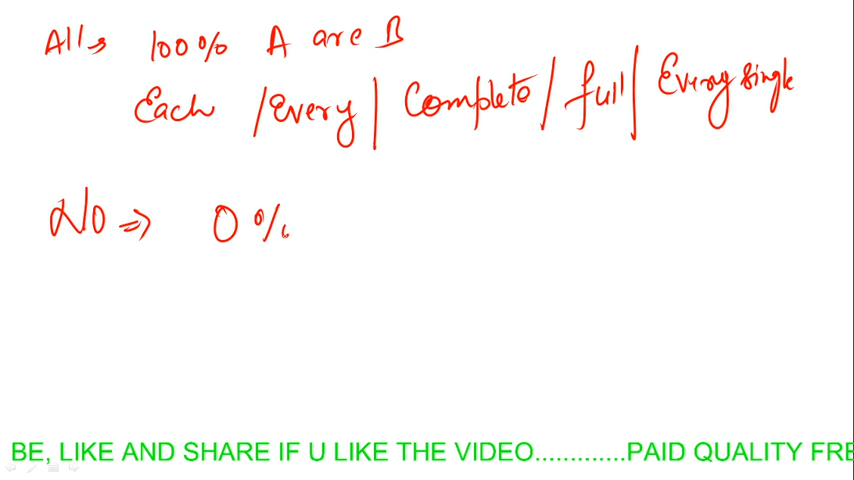 All → 100% A are B
Each / Every | Complete / full | Every single
No ⇒ 0%
BE, LIKE AND SHARE IF U LIKE THE VIDEO.............PAID QUALITY FRE